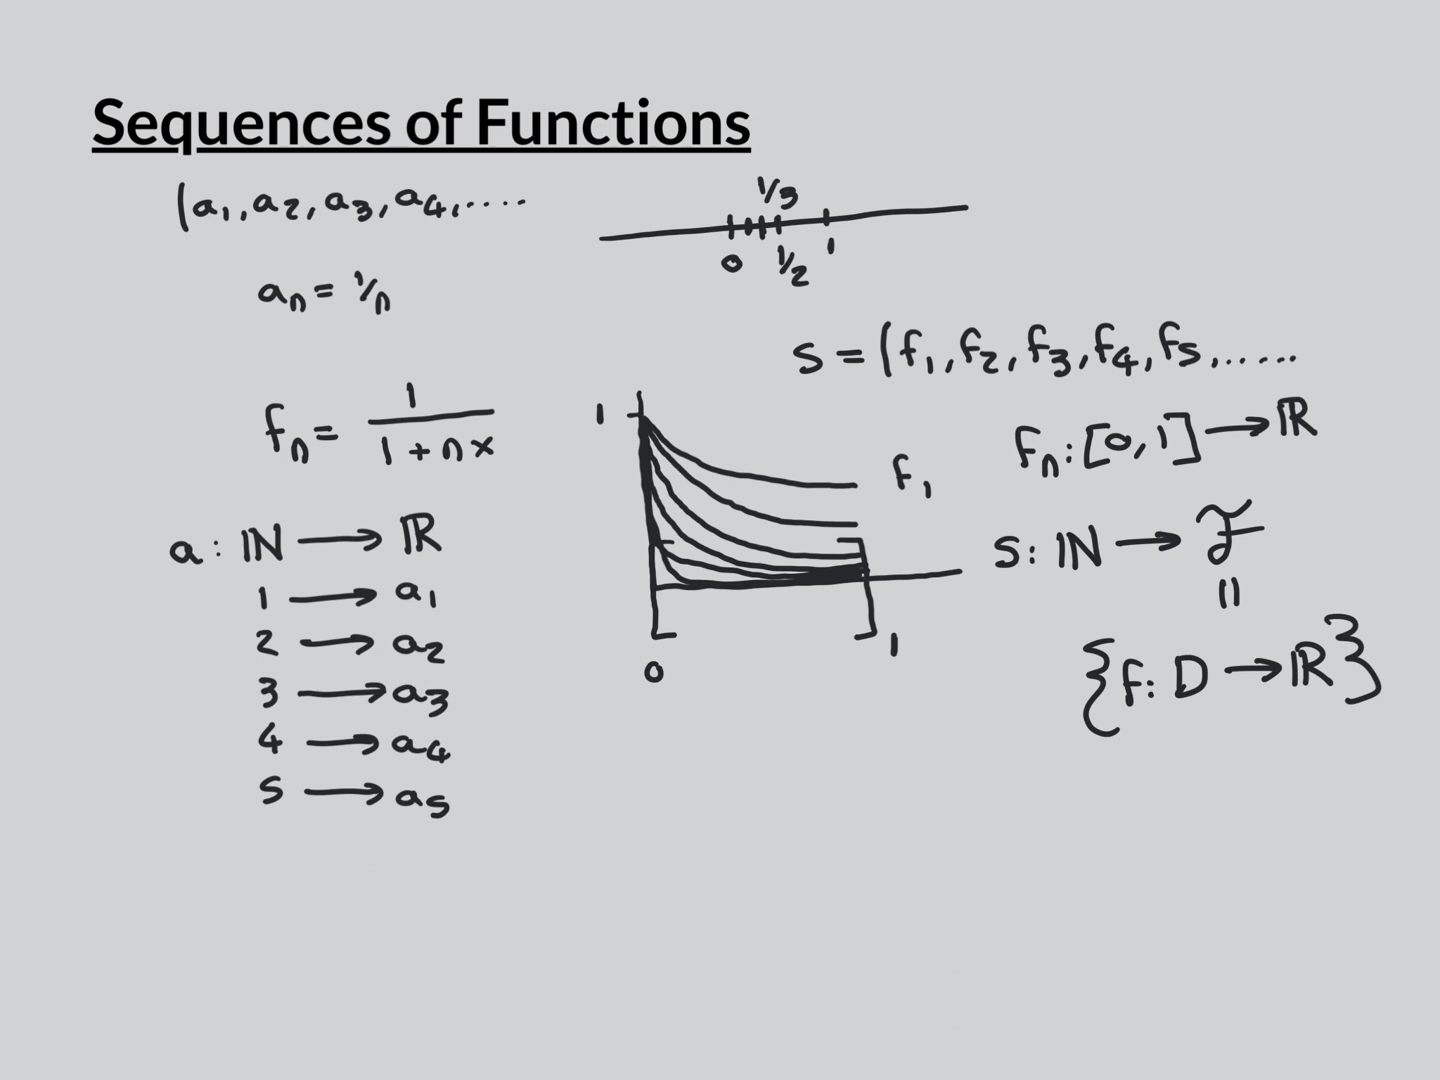 Sequences of Functions
(a₁, a₂, a₃, a₄, ....
1/3
0 1/2 1
aₙ = 1/n
S = (f₁, f₂, f₃, f₄, f₅, ......
fₙ = 1/(1 + nx)
1
f₁
fₙ: [0, 1] → ℝ
a: ℕ → ℝ
1 → a₁
2 → a₂
3 → a₃
4 → a₄
5 → a₅
0 1
S: ℕ → ℱ
=
{f: D → ℝ}